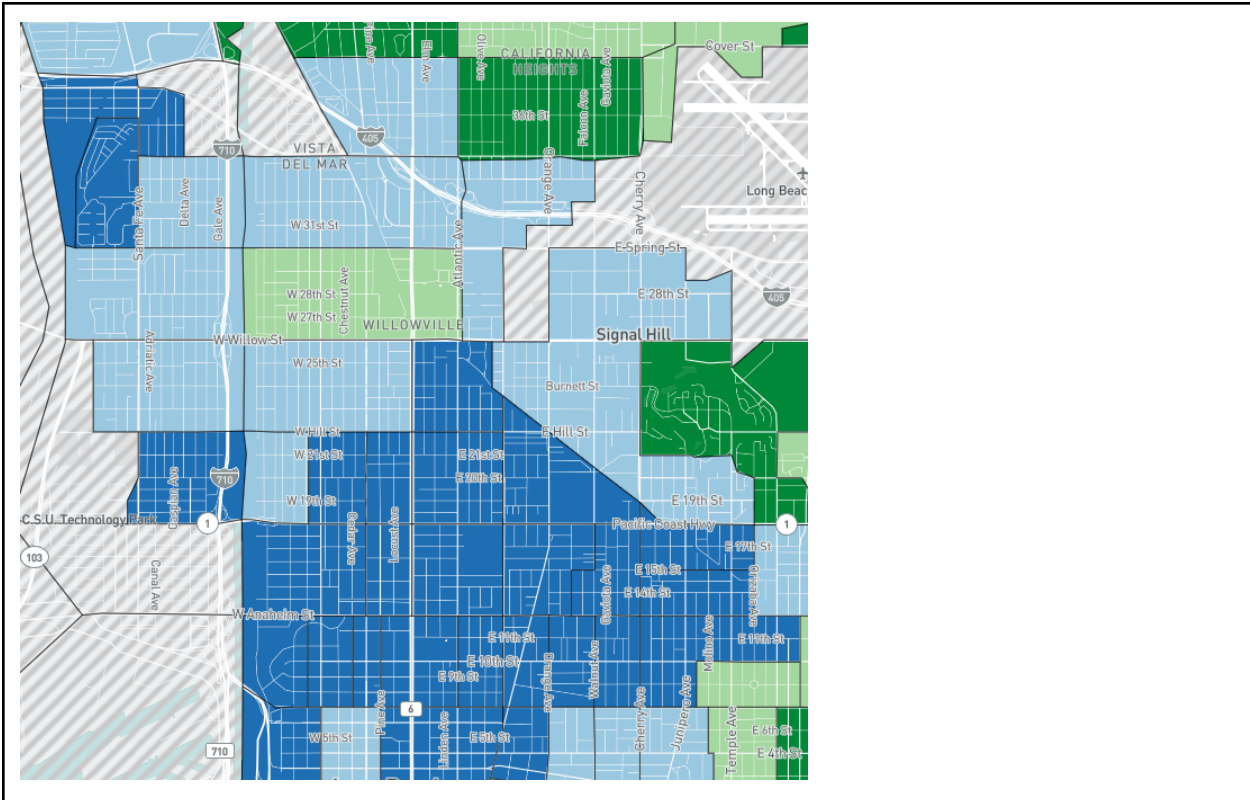 Pine Ave
Elm Ave
Olive Ave
CALIFORNIA
HEIGHTS
Gaviota Ave
Cover St
36th St
Falcon Ave
405
710
VISTA
DEL MAR
Orange Ave
Cherry Ave
Long Beac
Santa Fe Ave
Delta Ave
Gale Ave
W 31st St
Atlantic Ave
E Spring St
W 28th St
Chestnut Ave
E 28th St
405
W 27th St
WILLOWVILLE
Signal Hill
W Willow St
Adriatic Ave
W 25th St
Burnett St
W Hill St
E Hill St
W 21st St
E 21st St
710
Caspian Ave
E 20th St
W 19th St
E 19th St
C.S.U. Technology Park
1
Cedar Ave
Locust Ave
Pacific Coast Hwy
1
103
E 17th St
Canal Ave
E 15th St
Gaviota Ave
E 14th St
Orizaba Ave
W Anaheim St
E 11th St
Molino Ave
E 11th St
E 10th St
Walnut Ave
E 9th St
Orange Ave
Pine Ave
6
Linden Ave
Cherry Ave
Junipero Ave
Temple Ave
W 5th St
E 5th St
E 6th St
710
E 4th St